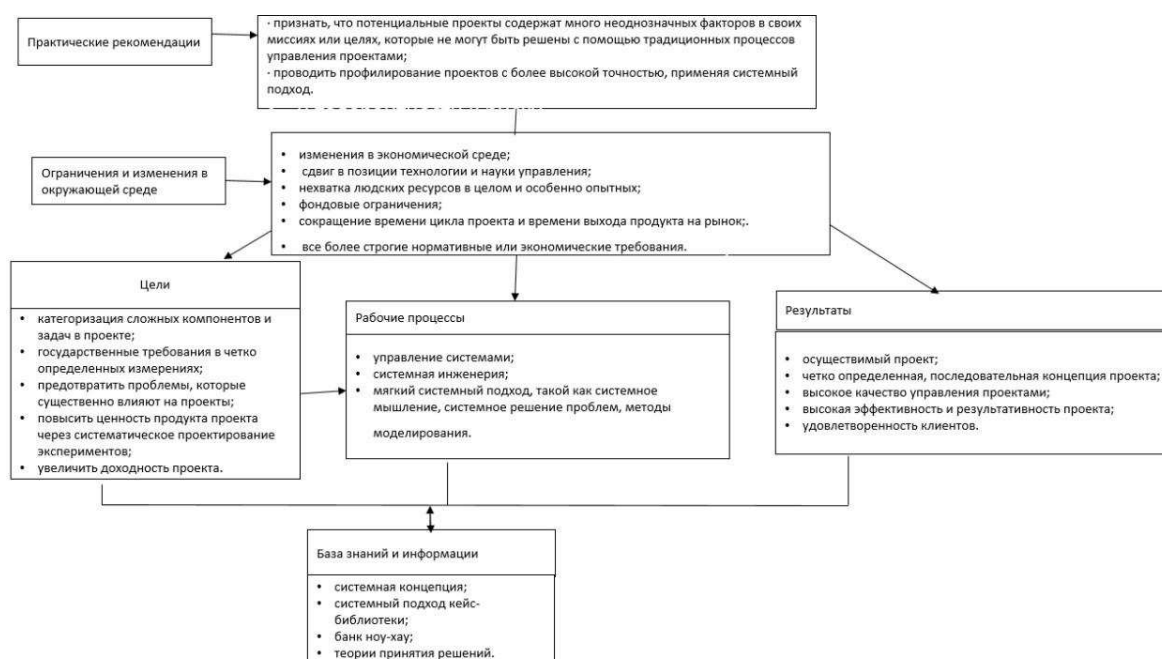 Практические рекомендации
· признать, что потенциальные проекты содержат много неоднозначных факторов в своих
миссиях или целях, которые не могут быть решены с помощью традиционных процессов
управления проектами;
· проводить профилирование проектов с более высокой точностью, применяя системный
подход.
Ограничения и изменения в
окружающей среде
• изменения в экономической среде;
• сдвиг в позиции технологии и науки управления;
• нехватка людских ресурсов в целом и особенно опытных;
• фондовые ограничения;
• сокращение времени цикла проекта и времени выхода продукта на рынок;.
• все более строгие нормативные или экономические требования.
Цели
• категоризация сложных компонентов и
задач в проекте;
• государственные требования в четко
определенных измерениях;
• предотвратить проблемы, которые
существенно влияют на проекты;
• повысить ценность продукта проекта
через систематическое проектирование
экспериментов;
• увеличить доходность проекта.
Рабочие процессы
• управление системами;
• системная инженерия;
• мягкий системный подход, такой как системное
мышление, системное решение проблем, методы
моделирования.
Результаты
• осуществимый проект;
• четко определенная, последовательная концепция проекта;
• высокое качество управления проектами;
• высокая эффективность и результативность проекта;
• удовлетворенность клиентов.
База знаний и информации
• системная концепция;
• системный подход кейс-
библиотеки;
• банк ноу-хау;
• теории принятия решений.